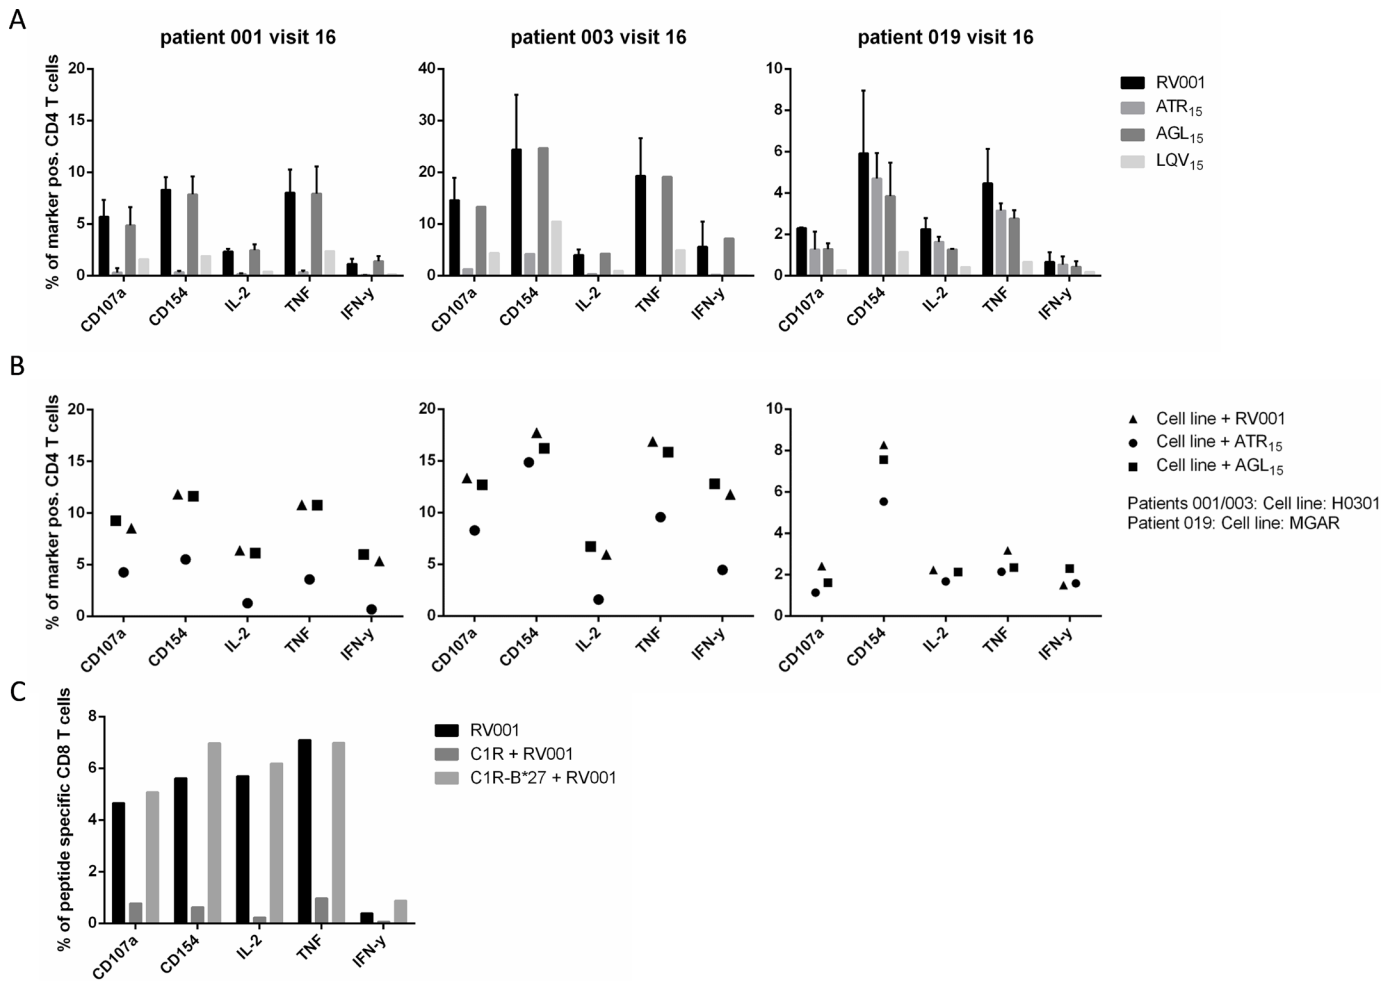 A
patient 001 visit 16
patient 003 visit 16
patient 019 visit 16
% of marker pos. CD4 T cells
20
15
10
5
0
CD107a
CD154
IL-2
TNF
IFN-y
40
30
20
10
0
CD107a
CD154
IL-2
TNF
IFN-y
10
8
6
4
2
0
CD107a
CD154
IL-2
TNF
IFN-y
RV001
ATR15
AGL15
LQV15
B
% of marker pos. CD4 T cells
20
15
10
5
0
CD107a
CD154
IL-2
TNF
IFN-y
20
15
10
5
0
CD107a
CD154
IL-2
TNF
IFN-y
10
8
6
4
2
0
CD107a
CD154
IL-2
TNF
IFN-y
Cell line + RV001
Cell line + ATR15
Cell line + AGL15
Patients 001/003: Cell line: H0301
Patient 019: Cell line: MGAR
C
% of peptide specific CD8 T cells
8
6
4
2
0
CD107a
CD154
IL-2
TNF
IFN-y
RV001
C1R + RV001
C1R-B*27 + RV001